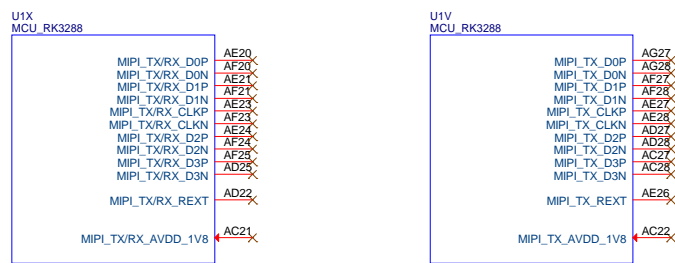 U1X
MCU_RK3288
MIPI_TX/RX_D0P AE20
MIPI_TX/RX_D0N AF20
MIPI_TX/RX_D1P AE21
MIPI_TX/RX_D1N AF21
MIPI_TX/RX_CLKP AE23
MIPI_TX/RX_CLKN AF23
MIPI_TX/RX_D2P AE24
MIPI_TX/RX_D2N AF24
MIPI_TX/RX_D3P AF25
MIPI_TX/RX_D3N AD25
MIPI_TX/RX_REXT AD22
MIPI_TX/RX_AVDD_1V8 AC21
U1V
MCU_RK3288
MIPI_TX_D0P AG27
MIPI_TX_D0N AG28
MIPI_TX_D1P AF27
MIPI_TX_D1N AF28
MIPI_TX_CLKP AE27
MIPI_TX_CLKN AE28
MIPI_TX_D2P AD27
MIPI_TX_D2N AD28
MIPI_TX_D3P AC27
MIPI_TX_D3N AC28
MIPI_TX_REXT AE26
MIPI_TX_AVDD_1V8 AC22